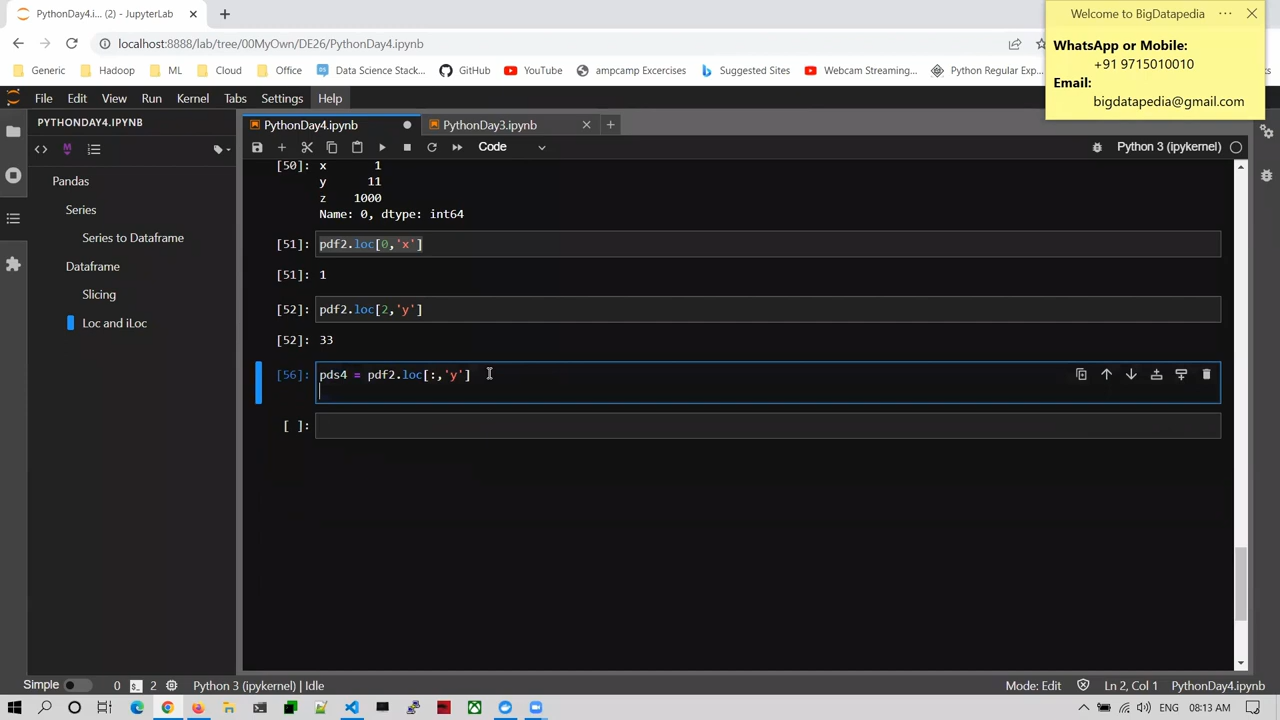 PythonDay4.i... (2) - JupyterLab
Welcome to BigDatapedia
localhost:8888/lab/tree/00MyOwn/DE26/PythonDay4.ipynb
WhatsApp or Mobile:
+91 9715010010
Email:
bigdatapedia@gmail.com
Generic Hadoop ML Cloud Office Data Science Stack... GitHub YouTube ampcamp Excercises Suggested Sites Webcam Streaming... Python Regular Exp
File Edit View Run Kernel Tabs Settings Help
PYTHONDAY4.IPYNB
PythonDay4.ipynb PythonDay3.ipynb
Code
Python 3 (ipykernel)
Pandas
Series
Series to Dataframe
Dataframe
Slicing
Loc and iLoc
[50]: x 1
y 11
z 1000
Name: 0, dtype: int64
[51]: pdf2.loc[0,'x']
[51]: 1
[52]: pdf2.loc[2,'y']
[52]: 33
[56]: pds4 = pdf2.loc[:,'y']
[ ]:
Simple 0 2 Python 3 (ipykernel) | Idle Mode: Edit Ln 2, Col 1 PythonDay4.ipynb
ENG 08:13 AM